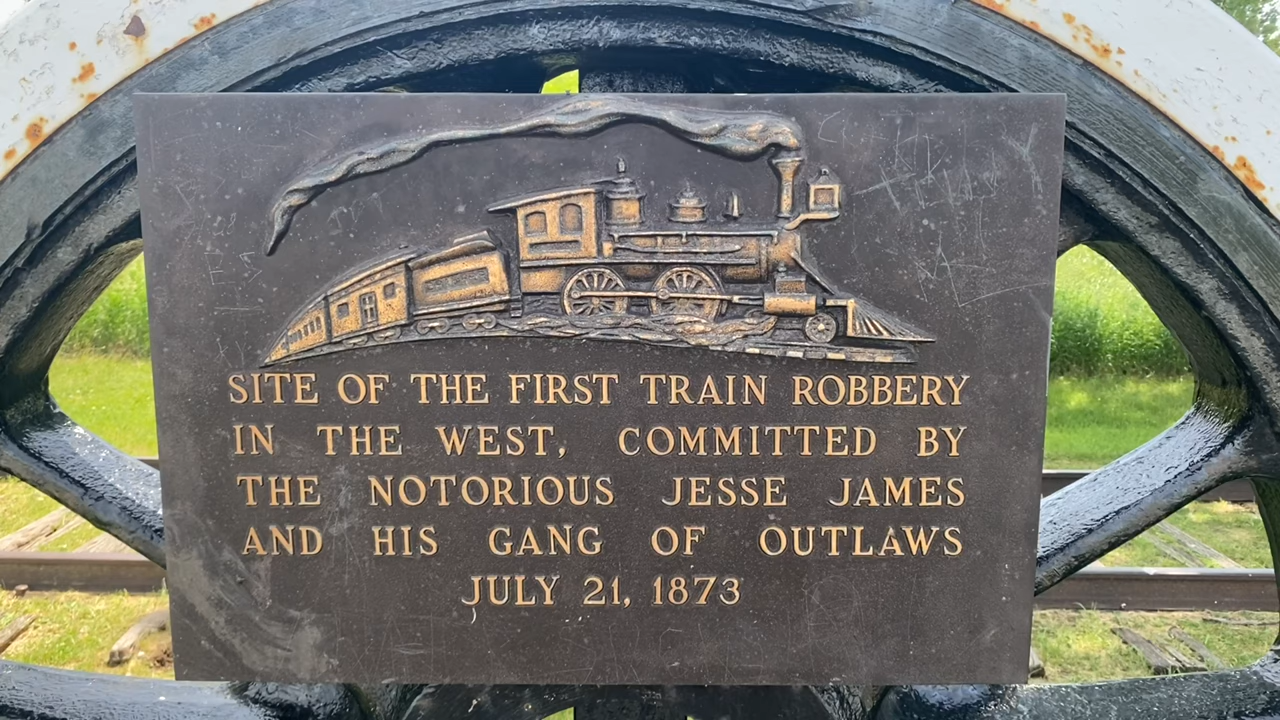 SITE OF THE FIRST TRAIN ROBBERY
IN THE WEST, COMMITTED BY
THE NOTORIOUS JESSE JAMES
AND HIS GANG OF OUTLAWS
JULY 21, 1873